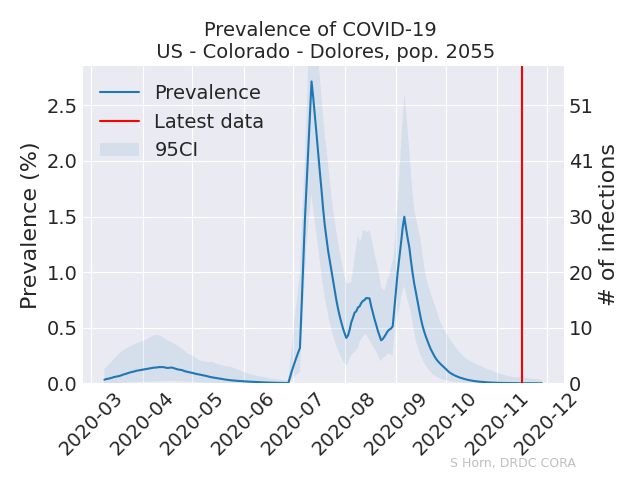 Prevalence of COVID-19
US - Colorado - Dolores, pop. 2055
Prevalence
Latest data
95CI
Prevalence (%)
2.5
2.0
1.5
1.0
0.5
0.0
51
41
30
20
10
0
# of infections
2020-03
2020-04
2020-05
2020-06
2020-07
2020-08
2020-09
2020-10
2020-11
2020-12
S Horn, DRDC CORA